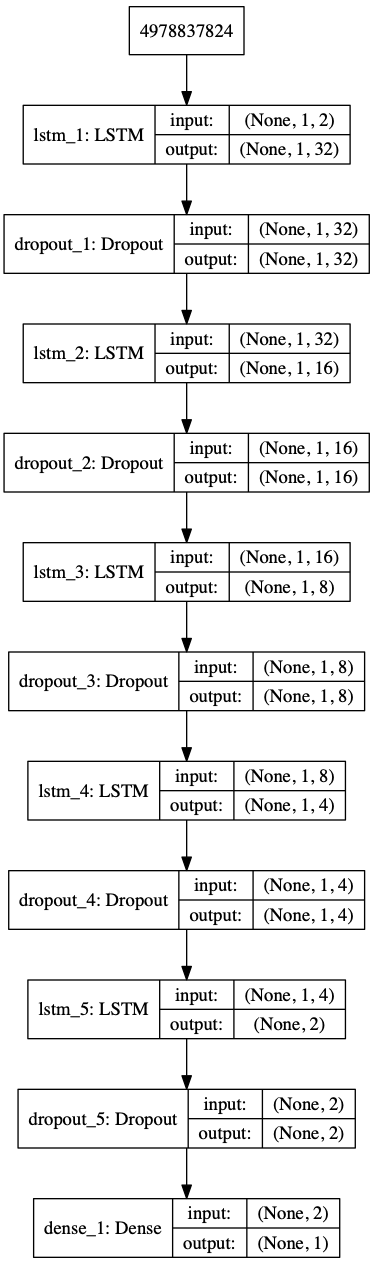 4978837824
lstm_1: LSTM
input: (None, 1, 2)
output: (None, 1, 32)
dropout_1: Dropout
input: (None, 1, 32)
output: (None, 1, 32)
lstm_2: LSTM
input: (None, 1, 32)
output: (None, 1, 16)
dropout_2: Dropout
input: (None, 1, 16)
output: (None, 1, 16)
lstm_3: LSTM
input: (None, 1, 16)
output: (None, 1, 8)
dropout_3: Dropout
input: (None, 1, 8)
output: (None, 1, 8)
lstm_4: LSTM
input: (None, 1, 8)
output: (None, 1, 4)
dropout_4: Dropout
input: (None, 1, 4)
output: (None, 1, 4)
lstm_5: LSTM
input: (None, 1, 4)
output: (None, 2)
dropout_5: Dropout
input: (None, 2)
output: (None, 2)
dense_1: Dense
input: (None, 2)
output: (None, 1)